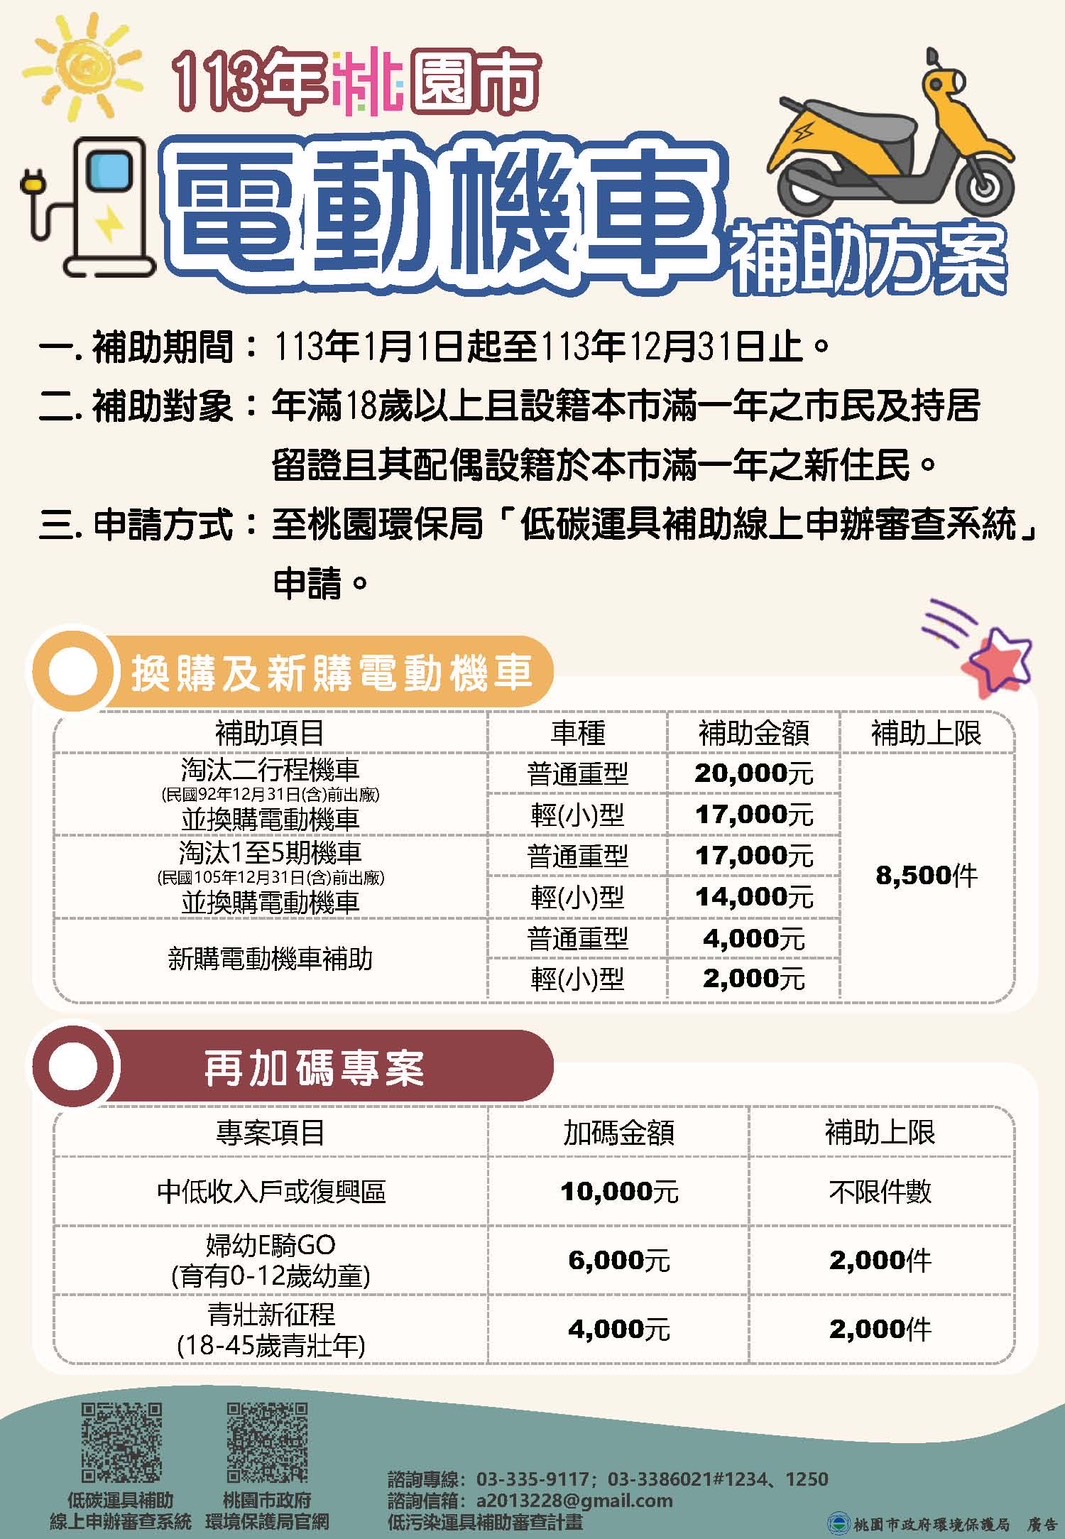 113年桃園市
電動機車補助方案
一. 補助期間：113年1月1日起至113年12月31日止。
二. 補助對象：年滿18歲以上且設籍本市滿一年之市民及持居
留證且其配偶設籍於本市滿一年之新住民。
三. 申請方式：至桃園環保局「低碳運具補助線上申辦審查系統」
申請。
換購及新購電動機車
補助項目 車種 補助金額 補助上限
淘汰二行程機車
(民國92年12月31日(含)前出廠)
並換購電動機車
普通重型 20,000元
輕(小)型 17,000元
淘汰1至5期機車
(民國105年12月31日(含)前出廠)
並換購電動機車
普通重型 17,000元
輕(小)型 14,000元
8,500件
新購電動機車補助
普通重型 4,000元
輕(小)型 2,000元
再加碼專案
專案項目 加碼金額 補助上限
中低收入戶或復興區 10,000元 不限件數
婦幼E騎GO
(育有0-12歲幼童)
6,000元 2,000件
青壯新征程
(18-45歲青壯年)
4,000元 2,000件
低碳運具補助
線上申辦審查系統
桃園市政府
環境保護局官網
諮詢專線：03-335-9117；03-3386021#1234、1250
諮詢信箱：a2013228@gmail.com
低污染運具補助審查計畫
桃園市政府環境保護局 廣告